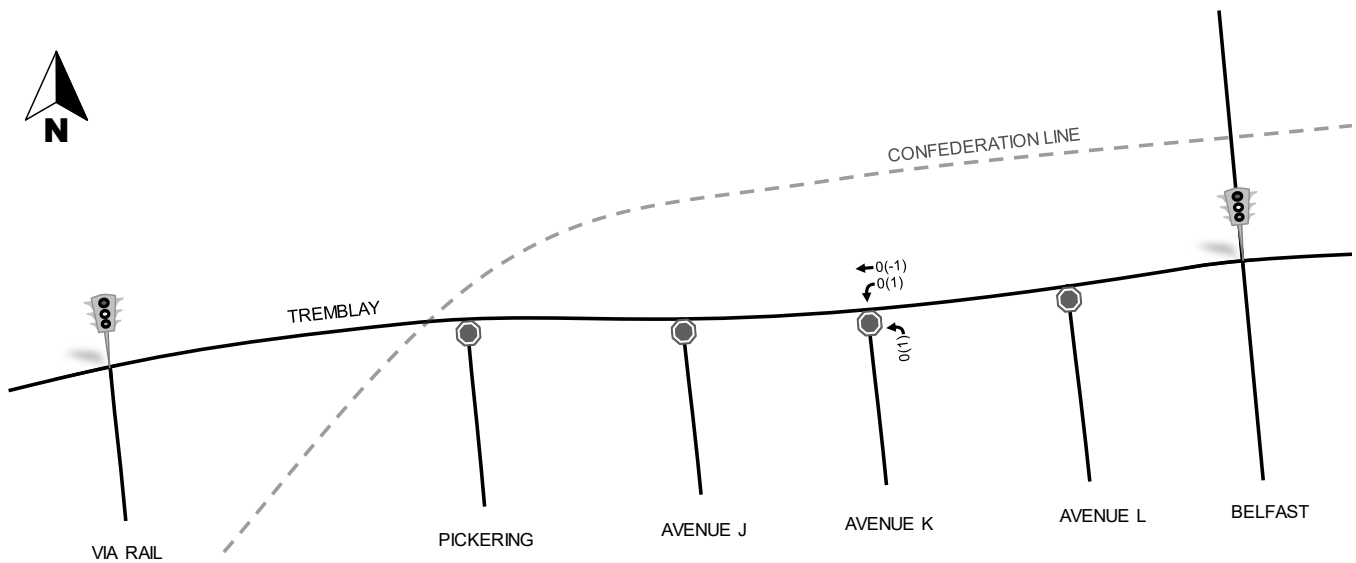 N
CONFEDERATION LINE
TREMBLAY
0(-1)
0(1)
0(1)
VIA RAIL
PICKERING
AVENUE J
AVENUE K
AVENUE L
BELFAST